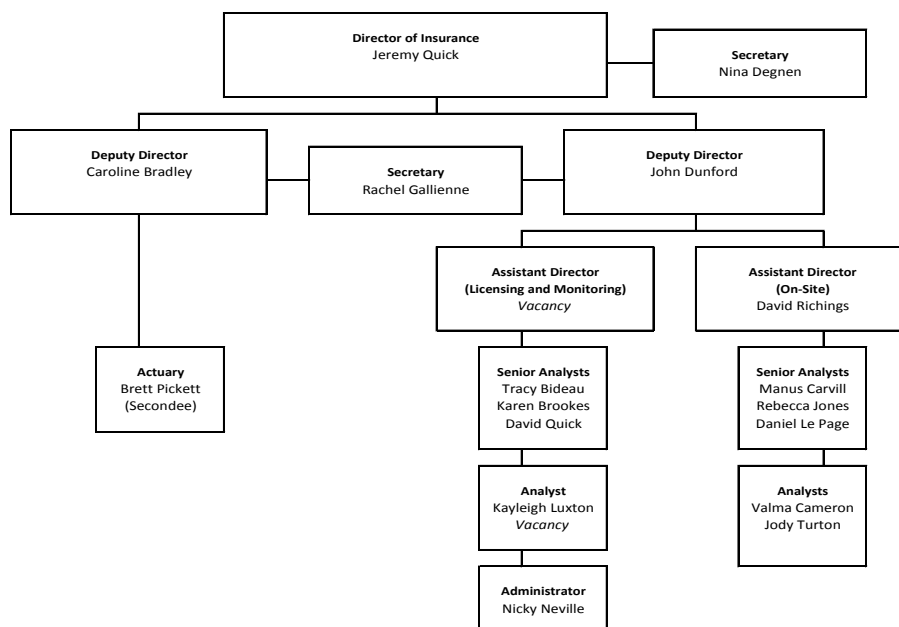 Director of Insurance
Jeremy Quick
Secretary
Nina Degnen
Deputy Director
Caroline Bradley
Secretary
Rachel Gallienne
Deputy Director
John Dunford
Assistant Director
(Licensing and Monitoring)
Vacancy
Assistant Director
(On-Site)
David Richings
Actuary
Brett Pickett
(Secondee)
Senior Analysts
Tracy Bideau
Karen Brookes
David Quick
Senior Analysts
Manus Carvill
Rebecca Jones
Daniel Le Page
Analyst
Kayleigh Luxton
Vacancy
Analysts
Valma Cameron
Jody Turton
Administrator
Nicky Neville